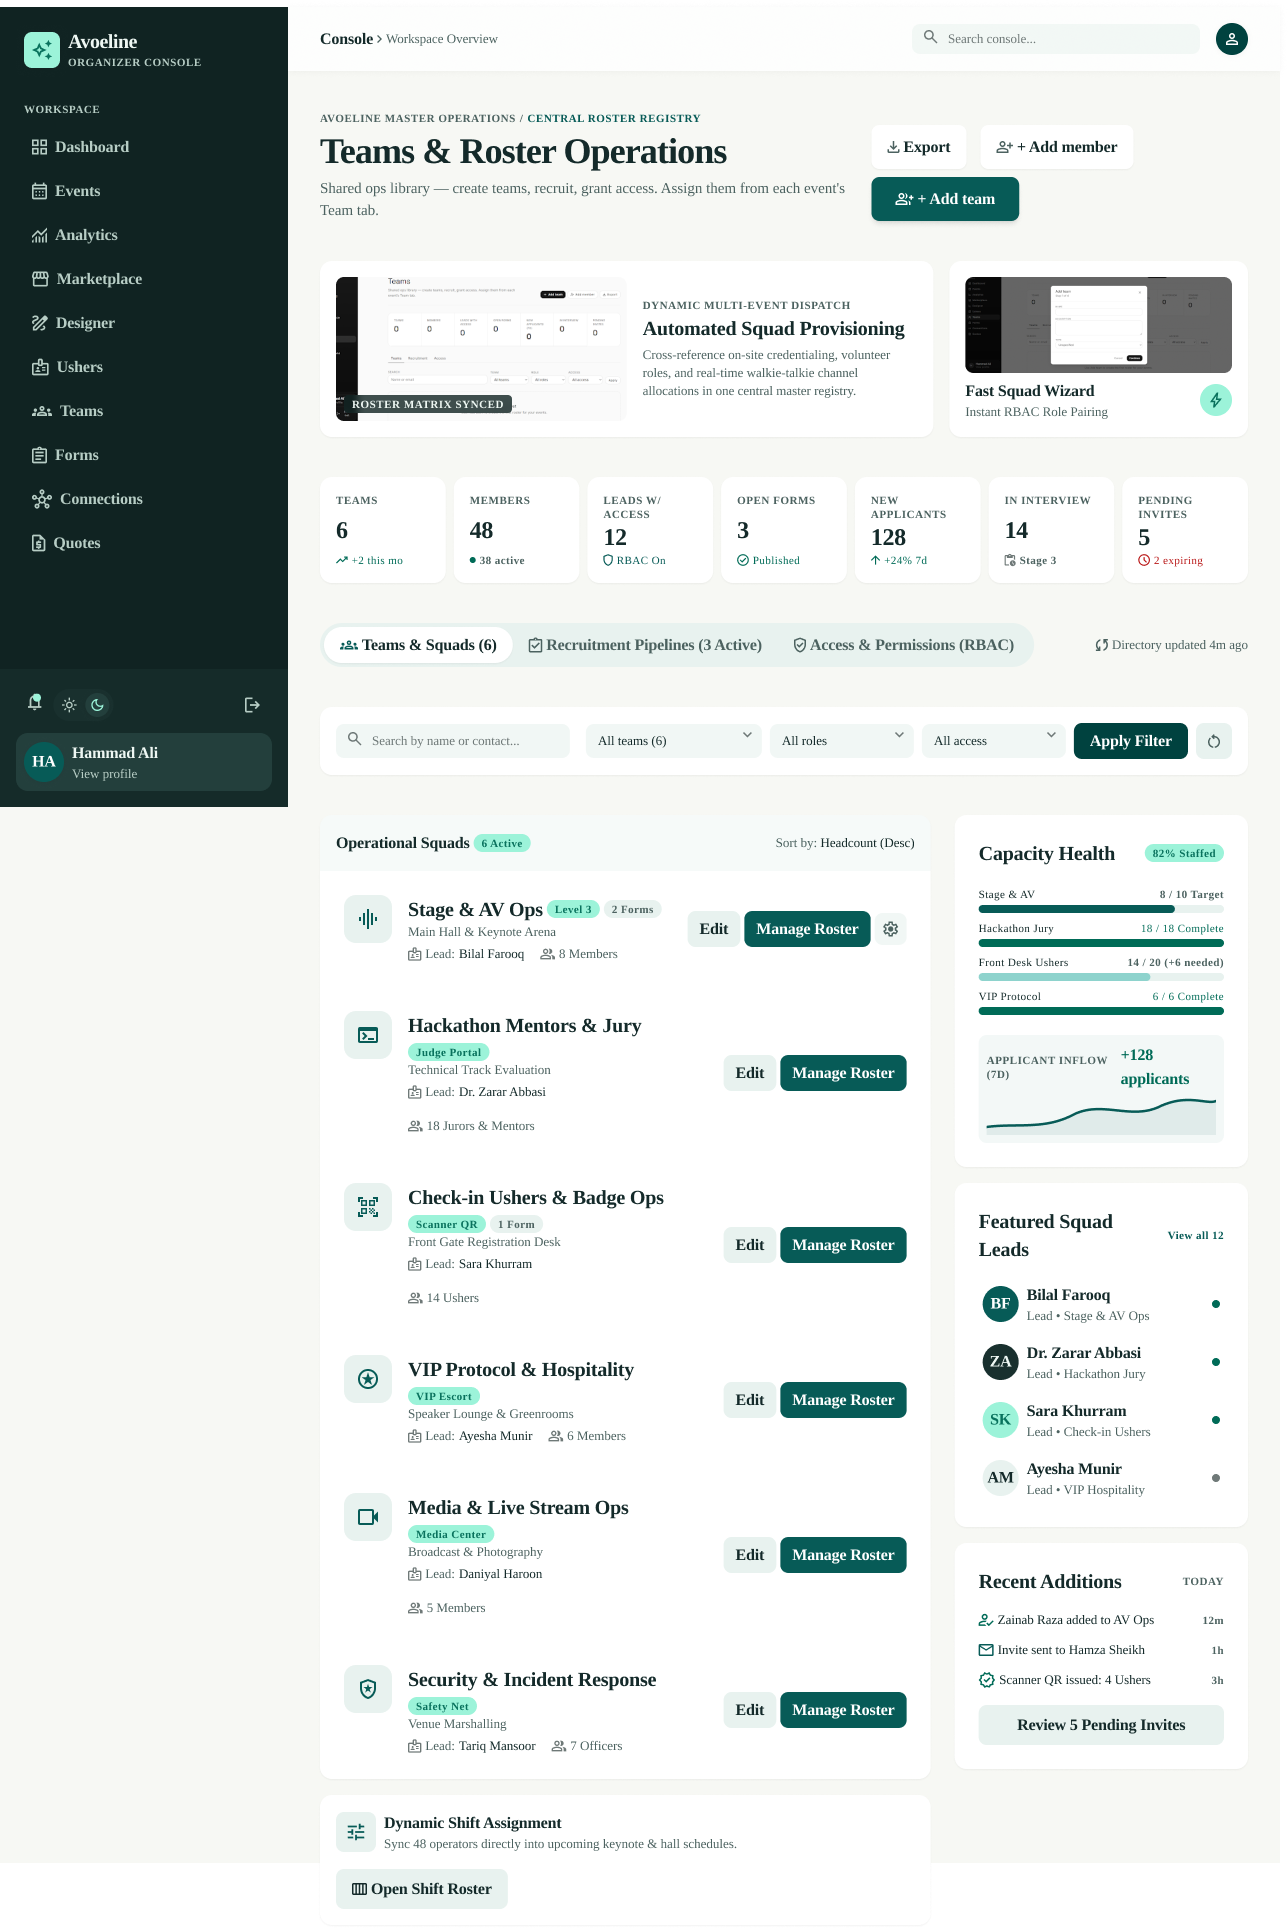 Avoeline
ORGANIZER CONSOLE
WORKSPACE
Dashboard
Events
Analytics
Marketplace
Designer
Ushers
Teams
Forms
Connections
Quotes
HA
Hammad Ali
View profile
Console
Workspace Overview
Search console...
AVOELINE MASTER OPERATIONS / CENTRAL ROSTER REGISTRY
Teams & Roster Operations
Shared ops library — create teams, recruit, grant access. Assign them from each event's
Team tab.
Export
+ Add member
+ Add team
Teams
ROSTER MATRIX SYNCED
DYNAMIC MULTI-EVENT DISPATCH
Automated Squad Provisioning
Cross-reference on-site credentialing, volunteer
roles, and real-time walkie-talkie channel
allocations in one central master registry.
Add team
Fast Squad Wizard
Instant RBAC Role Pairing
TEAMS
6
+2 this mo
MEMBERS
48
38 active
LEADS W/
ACCESS
12
RBAC On
OPEN FORMS
3
Published
NEW
APPLICANTS
128
+24% 7d
IN INTERVIEW
14
Stage 3
PENDING
INVITES
5
2 expiring
Teams & Squads (6)
Recruitment Pipelines (3 Active)
Access & Permissions (RBAC)
Directory updated 4m ago
Search by name or contact...
All teams (6)
All roles
All access
Apply Filter
Operational Squads
6 Active
Sort by: Headcount (Desc)
Stage & AV Ops
Level 3
2 Forms
Main Hall & Keynote Arena
Lead: Bilal Farooq
8 Members
Edit
Manage Roster
Hackathon Mentors & Jury
Judge Portal
Technical Track Evaluation
Lead: Dr. Zarar Abbasi
18 Jurors & Mentors
Edit
Manage Roster
Check-in Ushers & Badge Ops
Scanner QR
1 Form
Front Gate Registration Desk
Lead: Sara Khurram
14 Ushers
Edit
Manage Roster
VIP Protocol & Hospitality
VIP Escort
Speaker Lounge & Greenrooms
Lead: Ayesha Munir
6 Members
Edit
Manage Roster
Media & Live Stream Ops
Media Center
Broadcast & Photography
Lead: Daniyal Haroon
5 Members
Edit
Manage Roster
Security & Incident Response
Safety Net
Venue Marshalling
Lead: Tariq Mansoor
7 Officers
Edit
Manage Roster
Dynamic Shift Assignment
Sync 48 operators directly into upcoming keynote & hall schedules.
Open Shift Roster
Capacity Health
82% Staffed
Stage & AV
8 / 10 Target
Hackathon Jury
18 / 18 Complete
Front Desk Ushers
14 / 20 (+6 needed)
VIP Protocol
6 / 6 Complete
APPLICANT INFLOW
(7D)
+128
applicants
Featured Squad
Leads
View all 12
BF
Bilal Farooq
Lead • Stage & AV Ops
ZA
Dr. Zarar Abbasi
Lead • Hackathon Jury
SK
Sara Khurram
Lead • Check-in Ushers
AM
Ayesha Munir
Lead • VIP Hospitality
Recent Additions
TODAY
Zainab Raza added to AV Ops
12m
Invite sent to Hamza Sheikh
1h
Scanner QR issued: 4 Ushers
3h
Review 5 Pending Invites